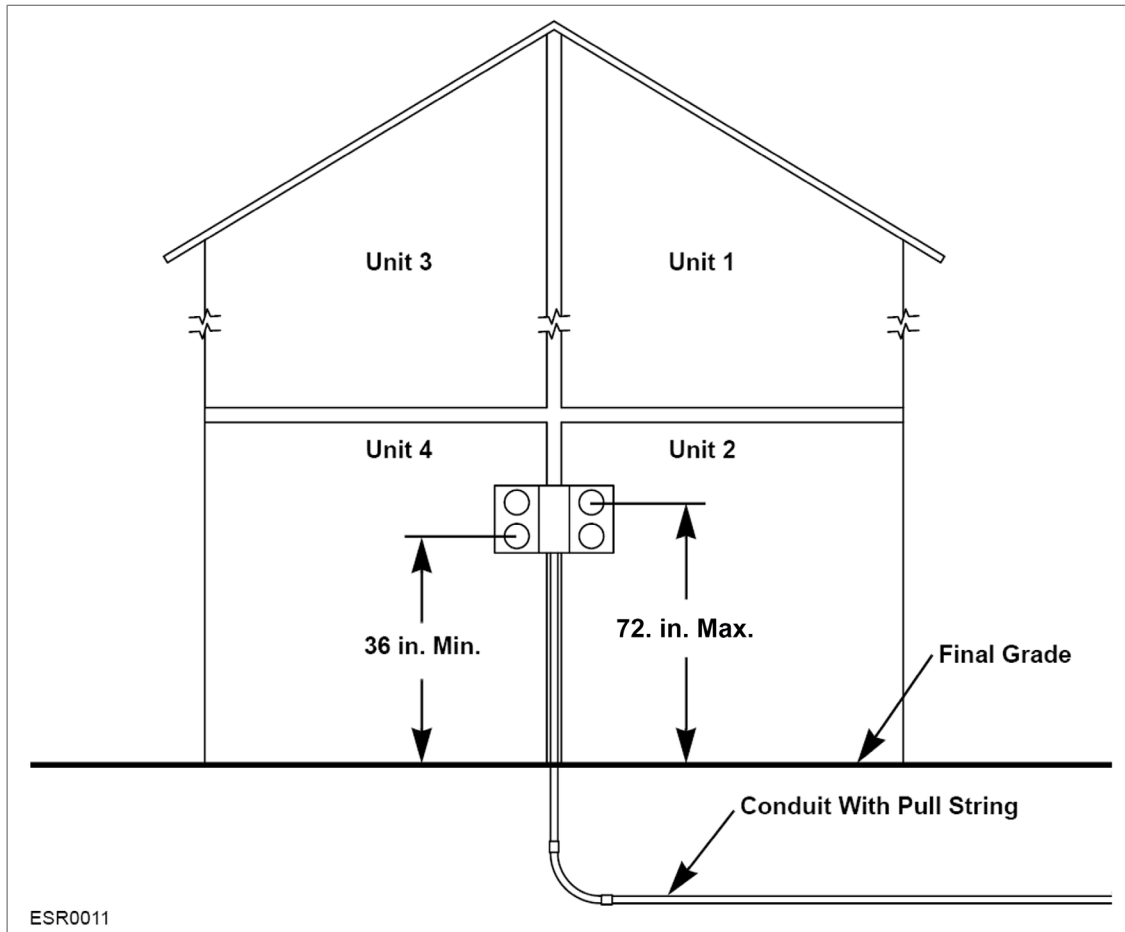 Unit 3
Unit 1
Unit 4
Unit 2
36 in. Min.
72. in. Max.
Final Grade
Conduit With Pull String
ESR0011